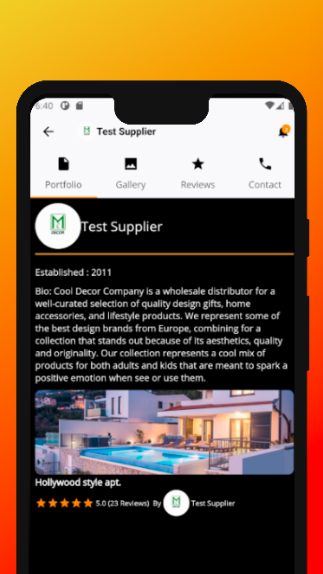 6:40
Test Supplier
Portfolio
Gallery
Reviews
Contact
M
DECOR
Test Supplier
Established : 2011
Bio: Cool Decor Company is a wholesale distributor for a
well-curated selection of quality design gifts, home
accessories, and lifestyle products. We represent some of
the best design brands from Europe, combining for a
collection that stands out because of its aesthetics, quality
and originality. Our collection represents a cool mix of
products for both adults and kids that are meant to spark a
positive emotion when see or use them.
Hollywood style apt.
5.0 (23 Reviews) By Test Supplier